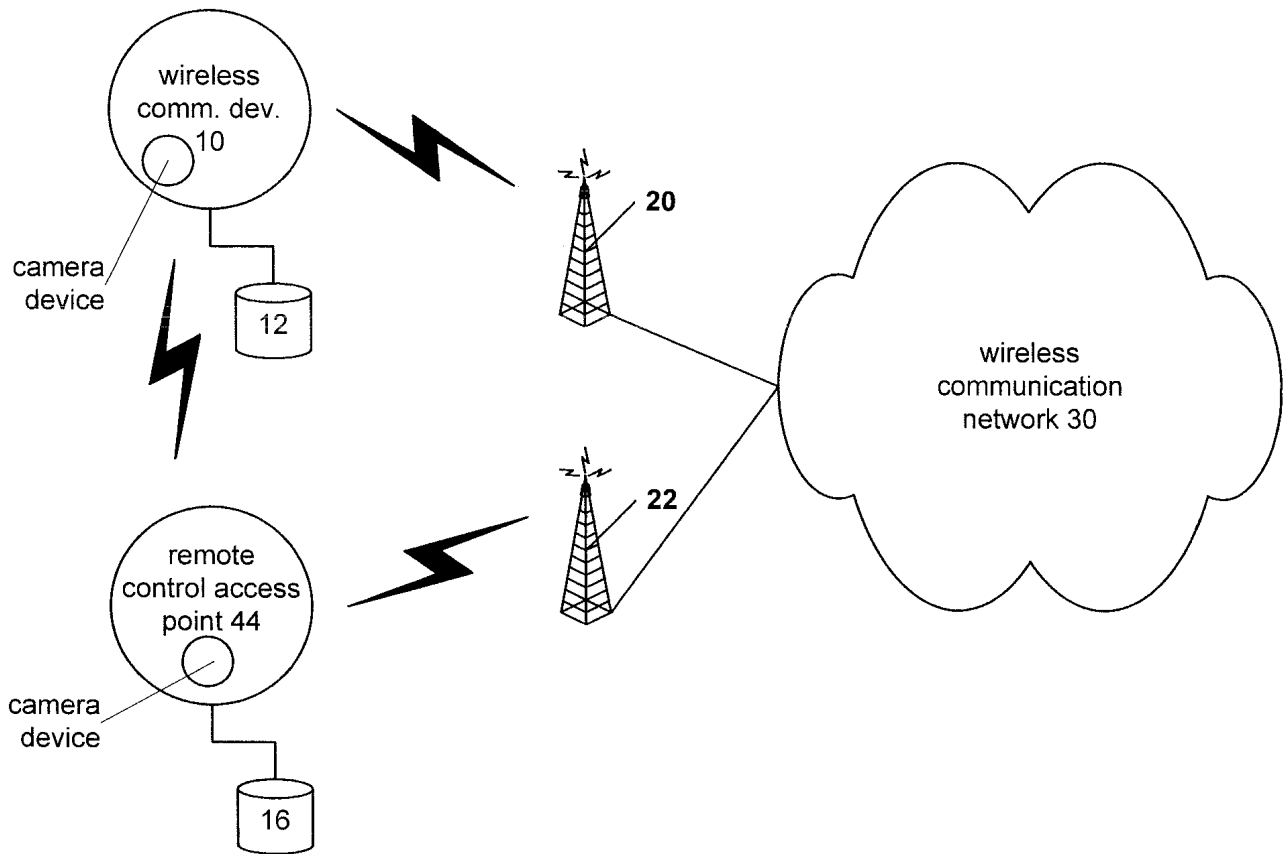 wireless
comm. dev.
10
camera
device
12
20
wireless
communication
network 30
22
remote
control access
point 44
camera
device
16